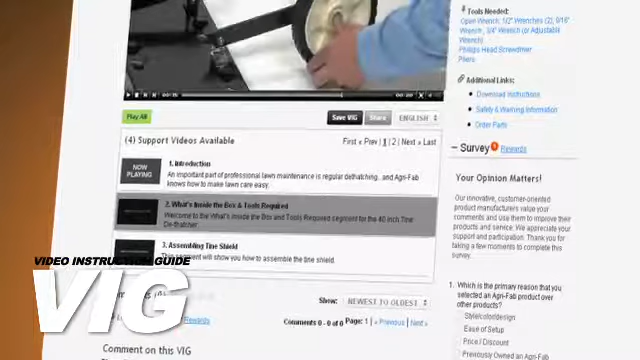 Tools Needed:
Open Wrench: 1/2" Wrenches (2), 9/16"
Wrench, 3/4" Wrench (or Adjustable
Wrench)
Phillips Head Screwdriver
Pliers
Additional Links:
Download Instructions
Safety & Warning Information
Order Parts
Play All
Save VIG
Share
ENGLISH
(4) Support Videos Available
First « Prev | 1 | 2 | Next » Last
NOW
PLAYING
1. Introduction
An important part of professional lawn maintenance is regular dethatching, and Agri-Fab
knows how to make lawn care easy.
2. What's Inside the Box & Tools Required
Welcome to the What's Inside the Box and Tools Required segment for the 40 inch Tine
De-thatcher.
3. Assembling Tine Shield
This segment will show you how to assemble the tine shield.
Survey
Rewards
Your Opinion Matters!
Our innovative, customer-oriented
product manufacturers value your
comments and use them to improve their
products and service. We appreciate your
support and participation. Thank you for
taking a few moments to complete this
survey.
1. Which is the primary reason that you
selected an Agri-Fab product over
other products?
Style/color/design
Ease of Setup
Price / Discount
Previously Owned an Agri-Fab
VIDEO INSTRUCTION GUIDE
VIG
Show:
NEWEST TO OLDEST
Rewards
Comments 0 - 0 of 0 Page: 1 | « Previous | Next »
Comment on this VIG